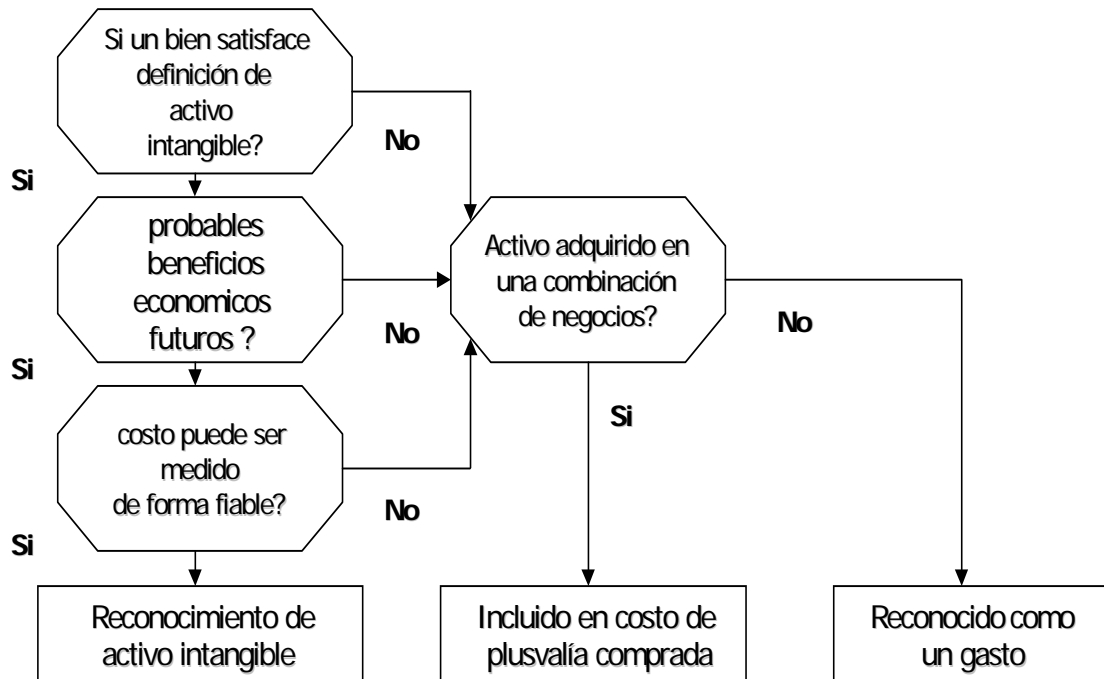 Si un bien satisface
definición de
activo
intangible?
No
Si
probables
beneficios
economicos
futuros ?
No
Si
costo puede ser
medido
de forma fiable?
No
Si
Activo adquirido en
una combinación
de negocios?
No
Si
Reconocimiento de
activo intangible
Incluido en costo de
plusvalía comprada
Reconocido como
un gasto